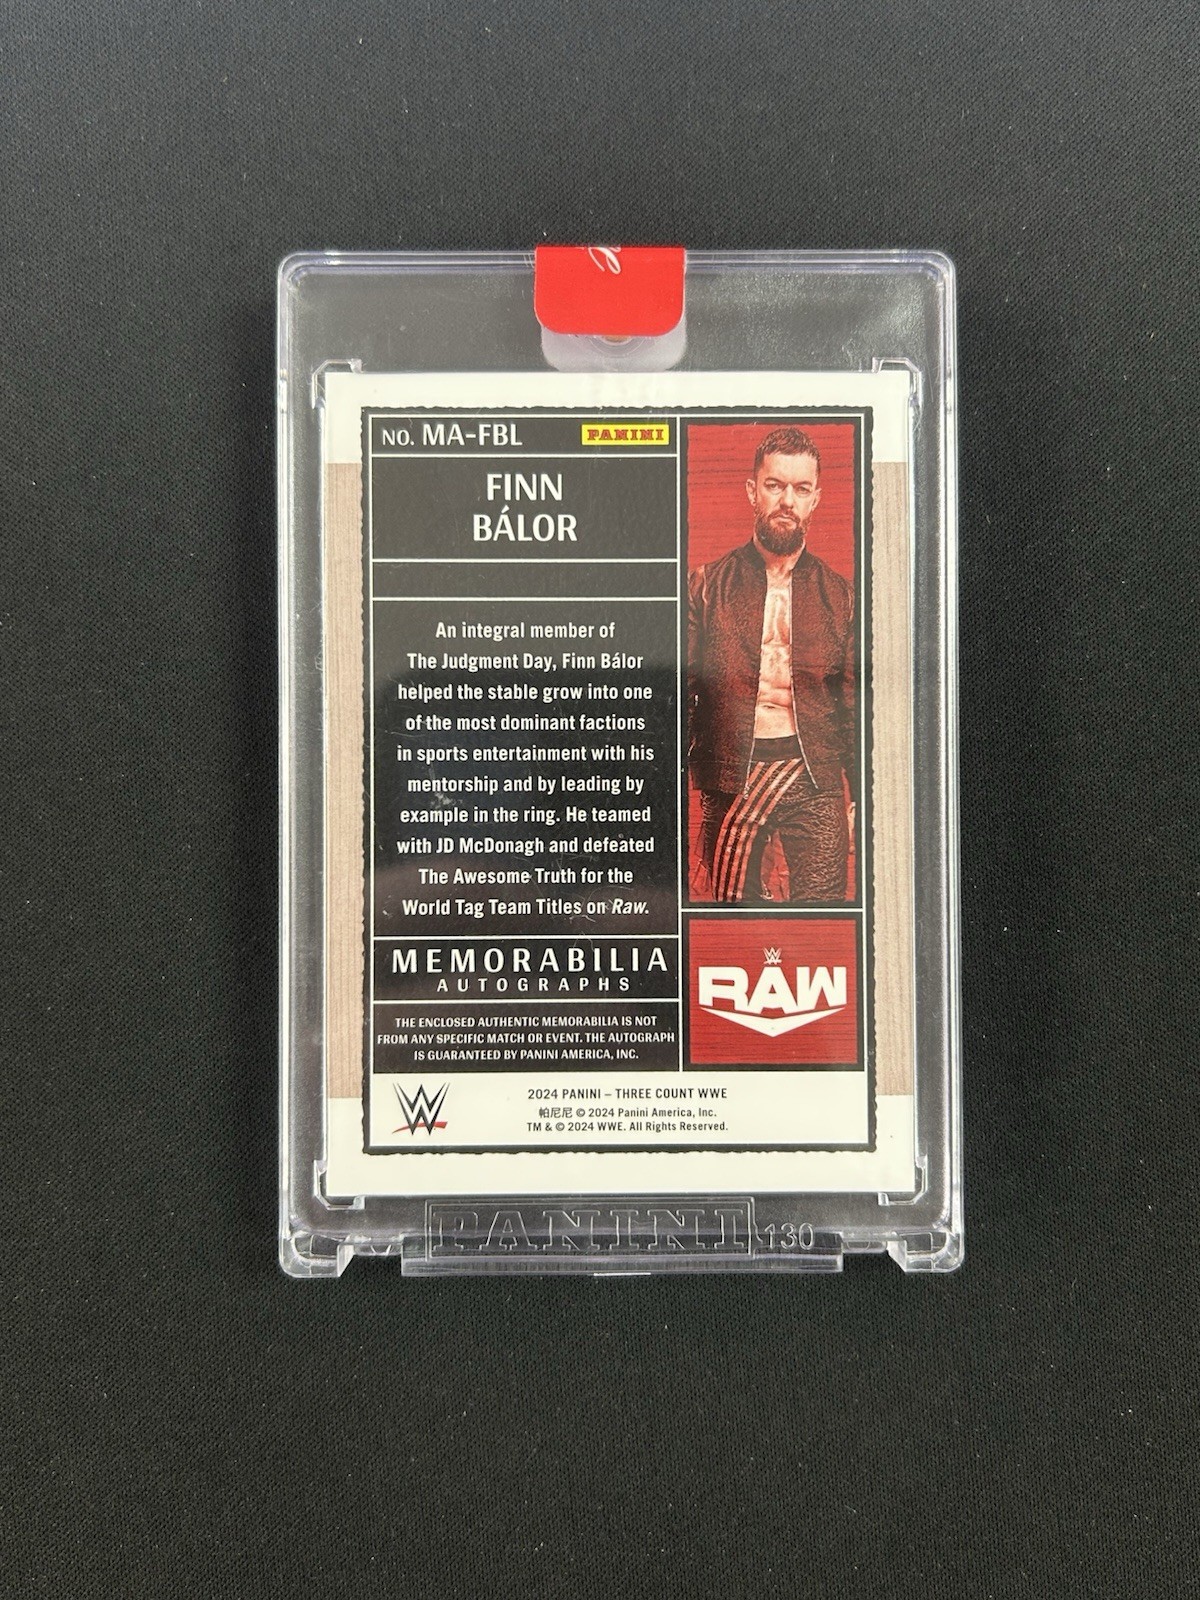 NO. MA-FBL
PANINI
FINN
BÁLOR
An integral member of
The Judgment Day, Finn Bálor
helped the stable grow into one
of the most dominant factions
in sports entertainment with his
mentorship and by leading by
example in the ring. He teamed
with JD McDonagh and defeated
The Awesome Truth for the
World Tag Team Titles on Raw.
MEMORABILIA
AUTOGRAPHS
THE ENCLOSED AUTHENTIC MEMORABILIA IS NOT
FROM ANY SPECIFIC MATCH OR EVENT. THE AUTOGRAPH
IS GUARANTEED BY PANINI AMERICA, INC.
W
RAW
W
2024 PANINI – THREE COUNT WWE
帕尼尼 © 2024 Panini America, Inc.
TM & © 2024 WWE. All Rights Reserved.
PANINI 130